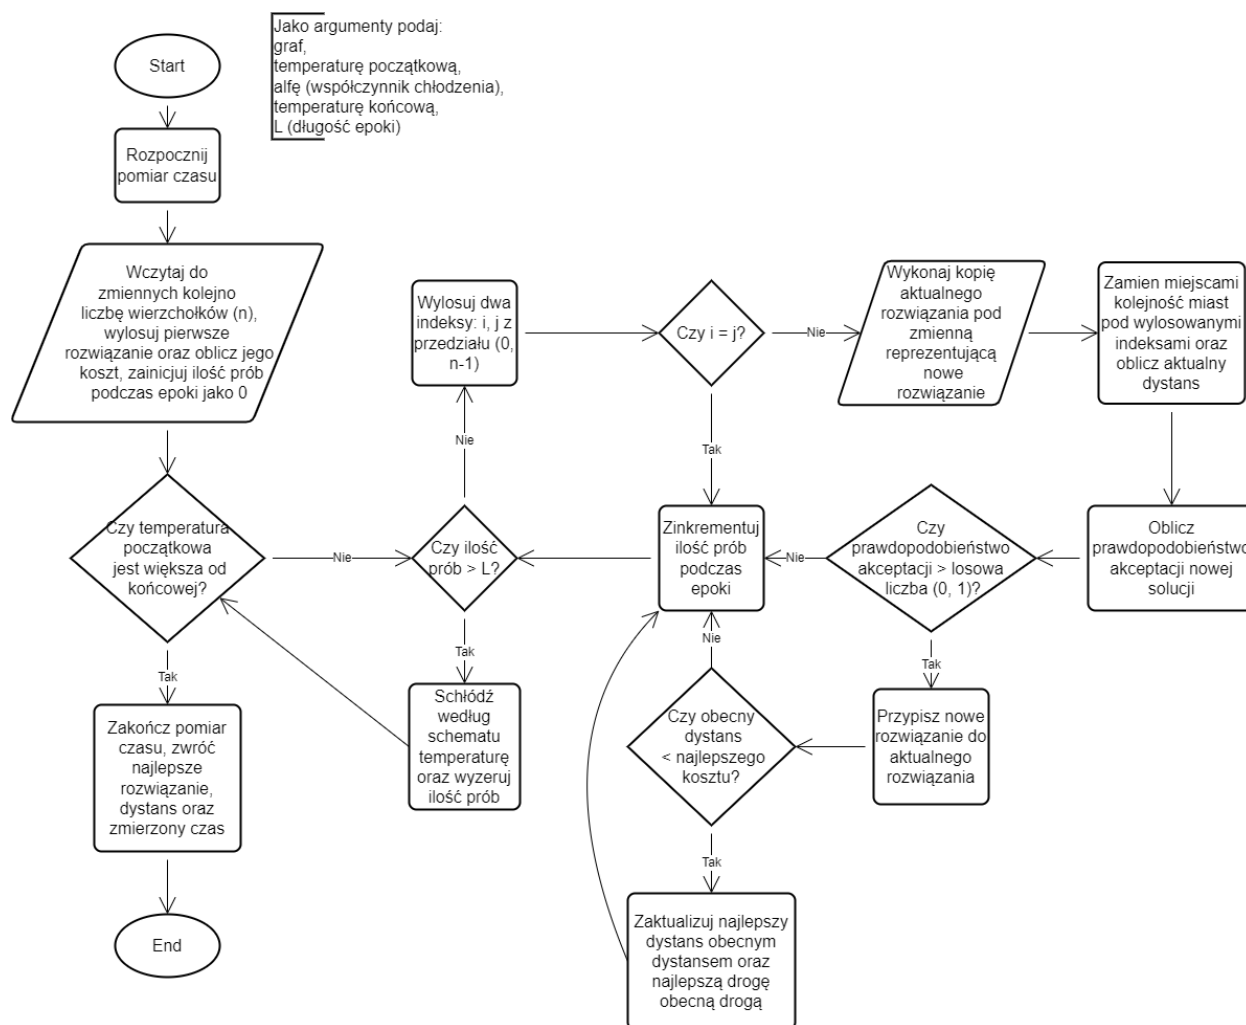 Start
Jako argumenty podaj:
graf,
temperaturę początkową,
alfę (współczynnik chłodzenia),
temperaturę końcową,
L (długość epoki)
Rozpocznij
pomiar czasu
Wczytaj do
zmiennych kolejno
liczbę wierzchołków (n),
wylosuj pierwsze
rozwiązanie oraz oblicz jego
koszt, zainicjuj ilość prób
podczas epoki jako 0
Czy temperatura
początkowa
jest większa od
końcowej?
Nie
Tak
Zakończ pomiar
czasu, zwróć
najlepsze
rozwiązanie,
dystans oraz
zmierzony czas
End
Czy ilość
prób > L?
Nie
Tak
Schłódź
według
schematu
temperaturę
oraz wyzeruj
ilość prób
Wylosuj dwa
indeksy: i, j z
przedziału (0,
n-1)
Czy i = j?
Nie
Tak
Wykonaj kopię
aktualnego
rozwiązania pod
zmienną
reprezentującą
nowe
rozwiązanie
Zamien miejscami
kolejność miast
pod wylosowanymi
indeksami oraz
oblicz aktualny
dystans
Oblicz
prawdopodobieństwo
akceptacji nowej
solucji
Czy
prawdopodobieństwo
akceptacji > losowa
liczba (0, 1)?
Nie
Tak
Zinkrementuj
ilość prób
podczas
epoki
Przypisz nowe
rozwiązanie do
aktualnego
rozwiązania
Czy obecny
dystans
< najlepszego
kosztu?
Nie
Tak
Zaktualizuj najlepszy
dystans obecnym
dystansem oraz
najlepszą drogę
obecną drogą